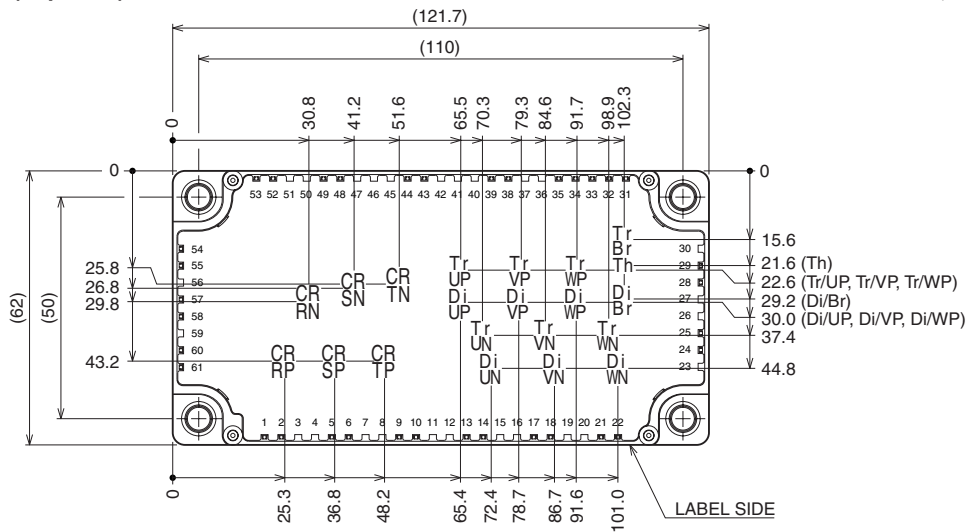 (121.7)
(110)
0 30.8 41.2 51.6 65.5 70.3 79.3 84.6 91.7 98.9 102.3
0 0
53 52 51 50 49 48 47 46 45 44 43 42 41 40 39 38 37 36 35 34 33 32 31
54 55 56 57 58 59 60 61
30 29 28 27 26 25 24 23
(62)
(50)
25.8
26.8
29.8
43.2
15.6
21.6 (Th)
22.6 (Tr/UP, Tr/VP, Tr/WP)
29.2 (Di/Br)
30.0 (Di/UP, Di/VP, Di/WP)
37.4
44.8
Tr Br
Th
Di Br
Tr UP
Tr VP
Tr WP
Di UP
Di VP
Di WP
CR RN
CR SN
CR TN
Tr UN
Tr VN
Tr WN
CR RP
CR SP
CR TP
Di UN
Di VN
Di WN
1 2 3 4 5 6 7 8 9 10 11 12 13 14 15 16 17 18 19 20 21 22
0 25.3 36.8 48.2 65.4 72.4 78.7 86.7 91.6 101.0
LABEL SIDE